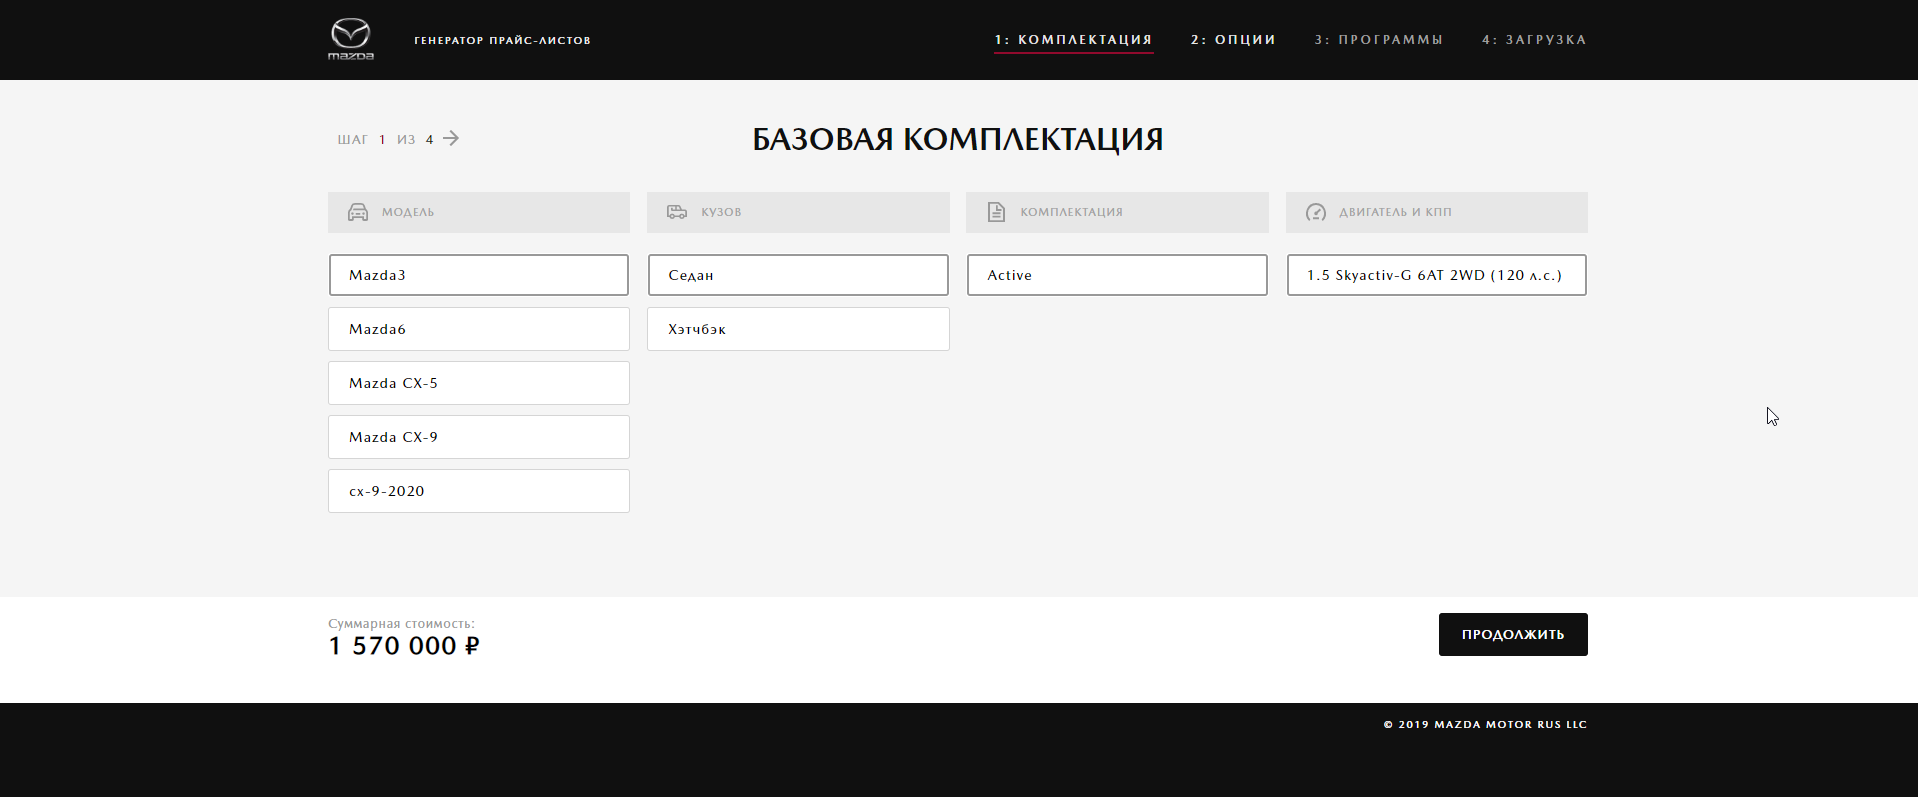 mazda
ГЕНЕРАТОР ПРАЙС-ЛИСТОВ
1: КОМПЛЕКТАЦИЯ
2: ОПЦИИ
3: ПРОГРАММЫ
4: ЗАГРУЗКА
ШАГ 1 ИЗ 4
БАЗОВАЯ КОМПЛЕКТАЦИЯ
МОДЕЛЬ
КУЗОВ
КОМПЛЕКТАЦИЯ
ДВИГАТЕЛЬ И КПП
Mazda3
Седан
Active
1.5 Skyactiv-G 6AT 2WD (120 л.с.)
Mazda6
Хэтчбэк
Mazda CX-5
Mazda CX-9
cx-9-2020
Суммарная стоимость:
1 570 000 ₽
ПРОДОЛЖИТЬ
© 2019 MAZDA MOTOR RUS LLC